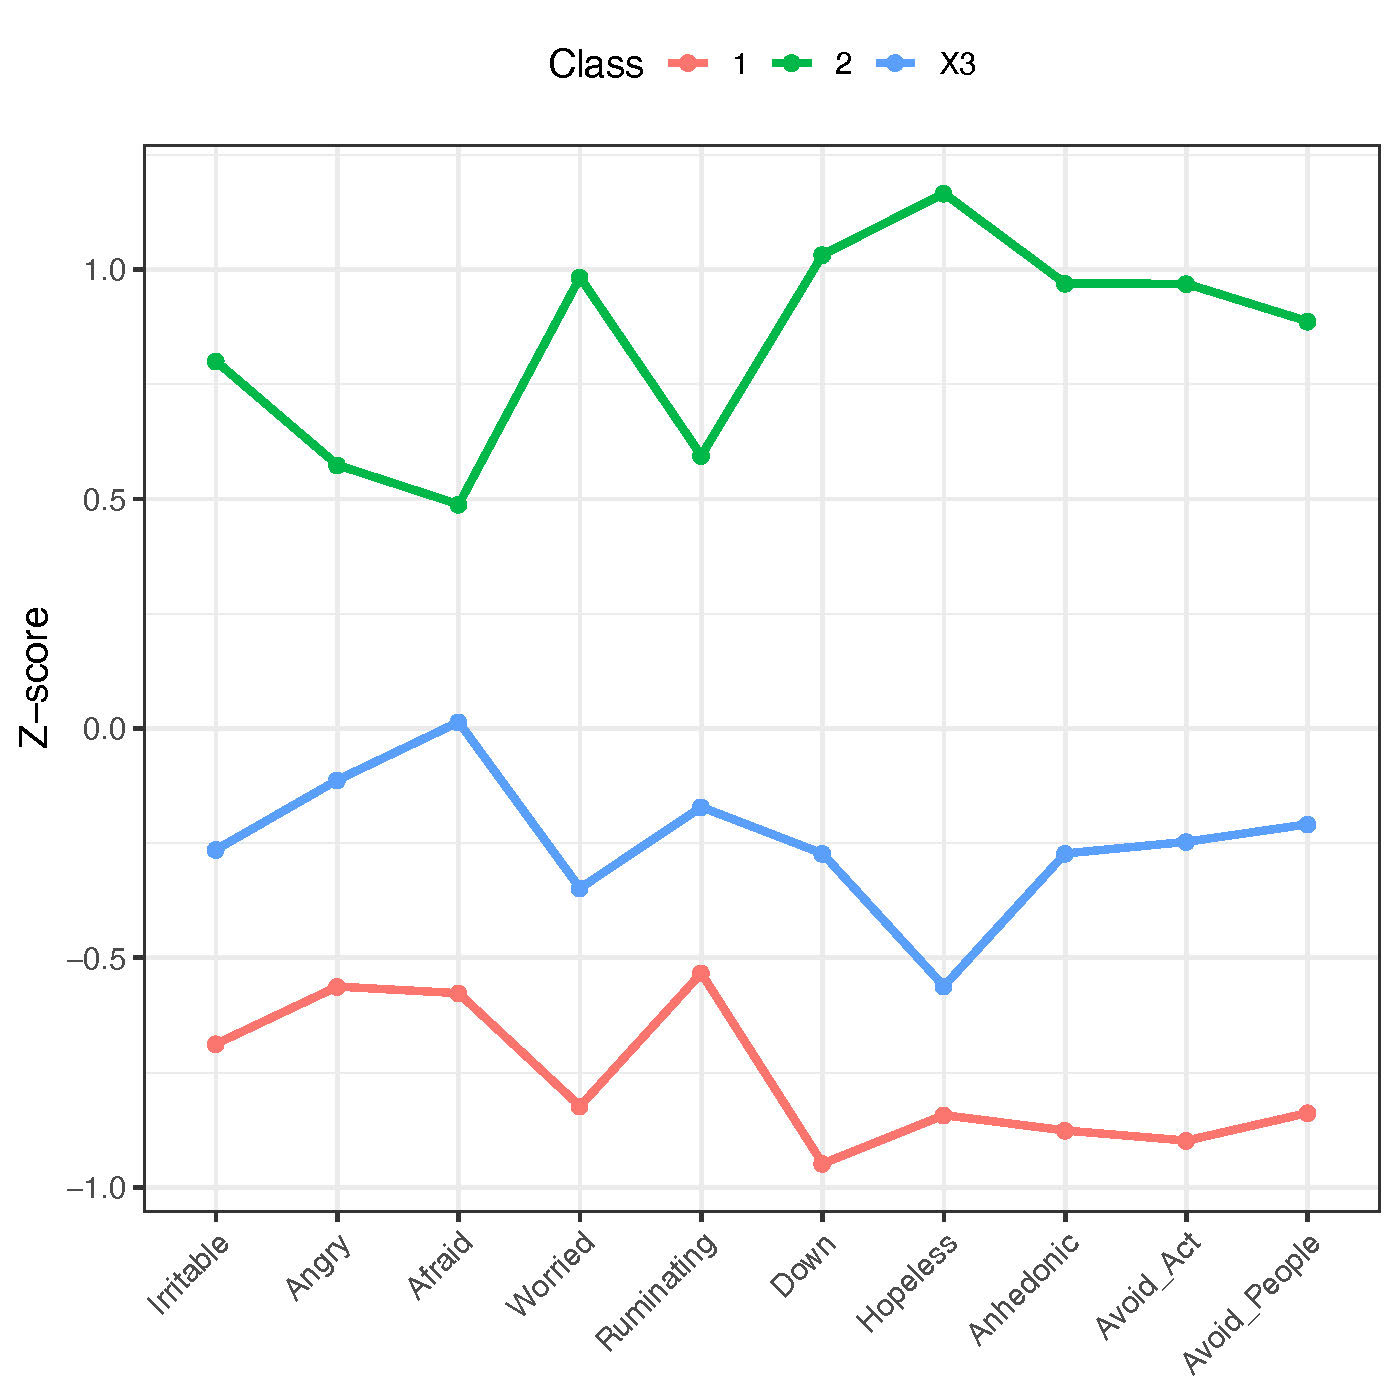 Class 1 2 X3
Z−score
1.0
0.5
0.0
−0.5
−1.0
Irritable
Angry
Afraid
Worried
Ruminating
Down
Hopeless
Anhedonic
Avoid_Act
Avoid_People